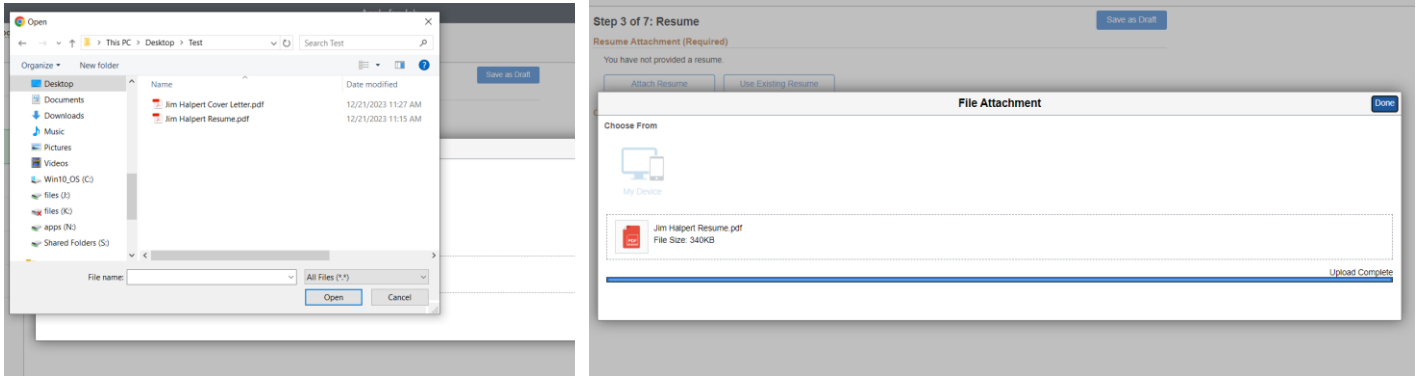 Open
This PC > Desktop > Test
Search Test
Organize
New folder
Save as Draft
Desktop
Documents
Downloads
Music
Pictures
Videos
Win10_OS (C:)
files (J:)
files (K:)
apps (N:)
Shared Folders (S:)
Name
Date modified
Jim Halpert Cover Letter.pdf
12/21/2023 11:27 AM
Jim Halpert Resume.pdf
12/21/2023 11:15 AM
File name:
All Files (*.*)
Open
Cancel
Step 3 of 7: Resume
Save as Draft
Resume Attachment (Required)
You have not provided a resume.
Attach Resume
Use Existing Resume
File Attachment
Done
Choose From
My Device
PDF
Jim Halpert Resume.pdf
File Size: 340KB
Upload Complete